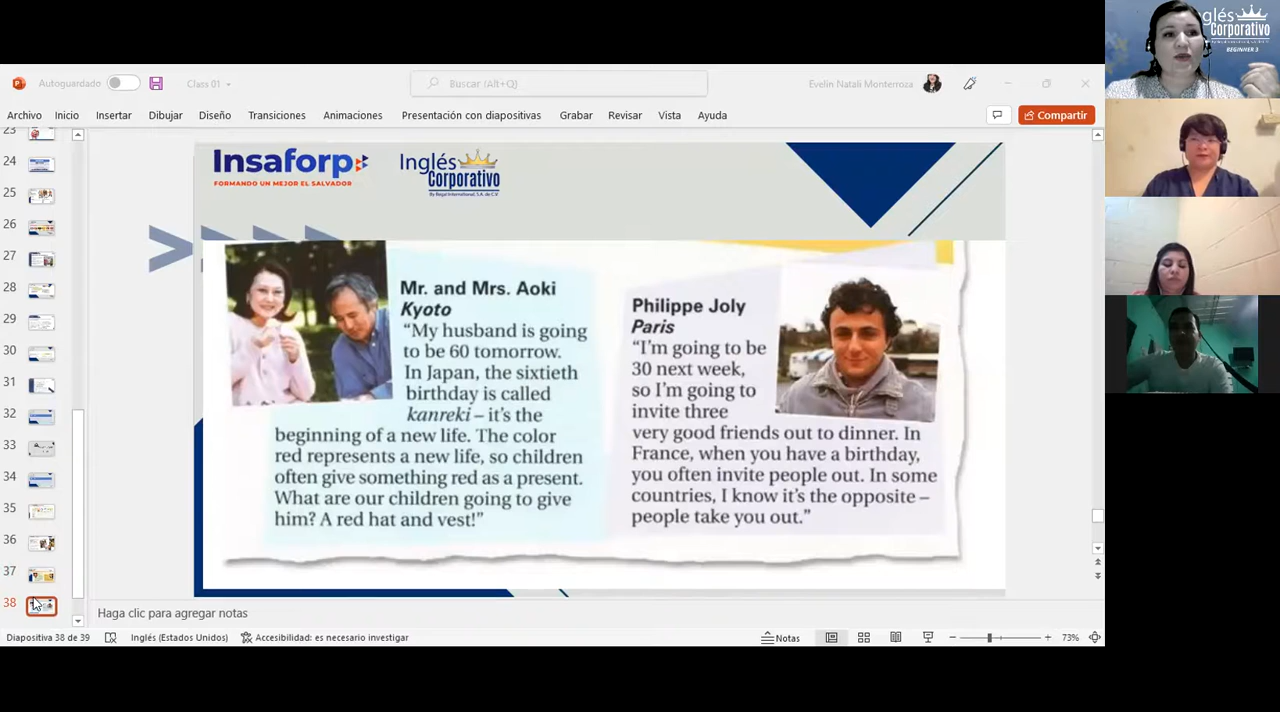 Autoguardado
Class 01
Buscar (Alt+Q)
Evelin Natali Monterroza
Archivo Inicio Insertar Dibujar Diseño Transiciones Animaciones Presentación con diapositivas Grabar Revisar Vista Ayuda
Compartir
23
24
25
26
27
28
29
30
31
32
33
34
35
36
37
38
Insaforp
FORMANDO UN MEJOR EL SALVADOR
Inglés
Corporativo
Mr. and Mrs. Aoki
Kyoto
“My husband is going
to be 60 tomorrow.
In Japan, the sixtieth
birthday is called
kanreki – it's the
beginning of a new life. The color
red represents a new life, so children
often give something red as a present.
What are our children going to give
him? A red hat and vest!”
Philippe Joly
Paris
“I'm going to be
30 next week,
so I'm going to
invite three
very good friends out to dinner. In
France, when you have a birthday,
you often invite people out. In some
countries, I know it's the opposite –
people take you out.”
Haga clic para agregar notas
Diapositiva 38 de 39
Inglés (Estados Unidos)
Accesibilidad: es necesario investigar
Notas
73%
glés
Corporativo
BEGINNER 3